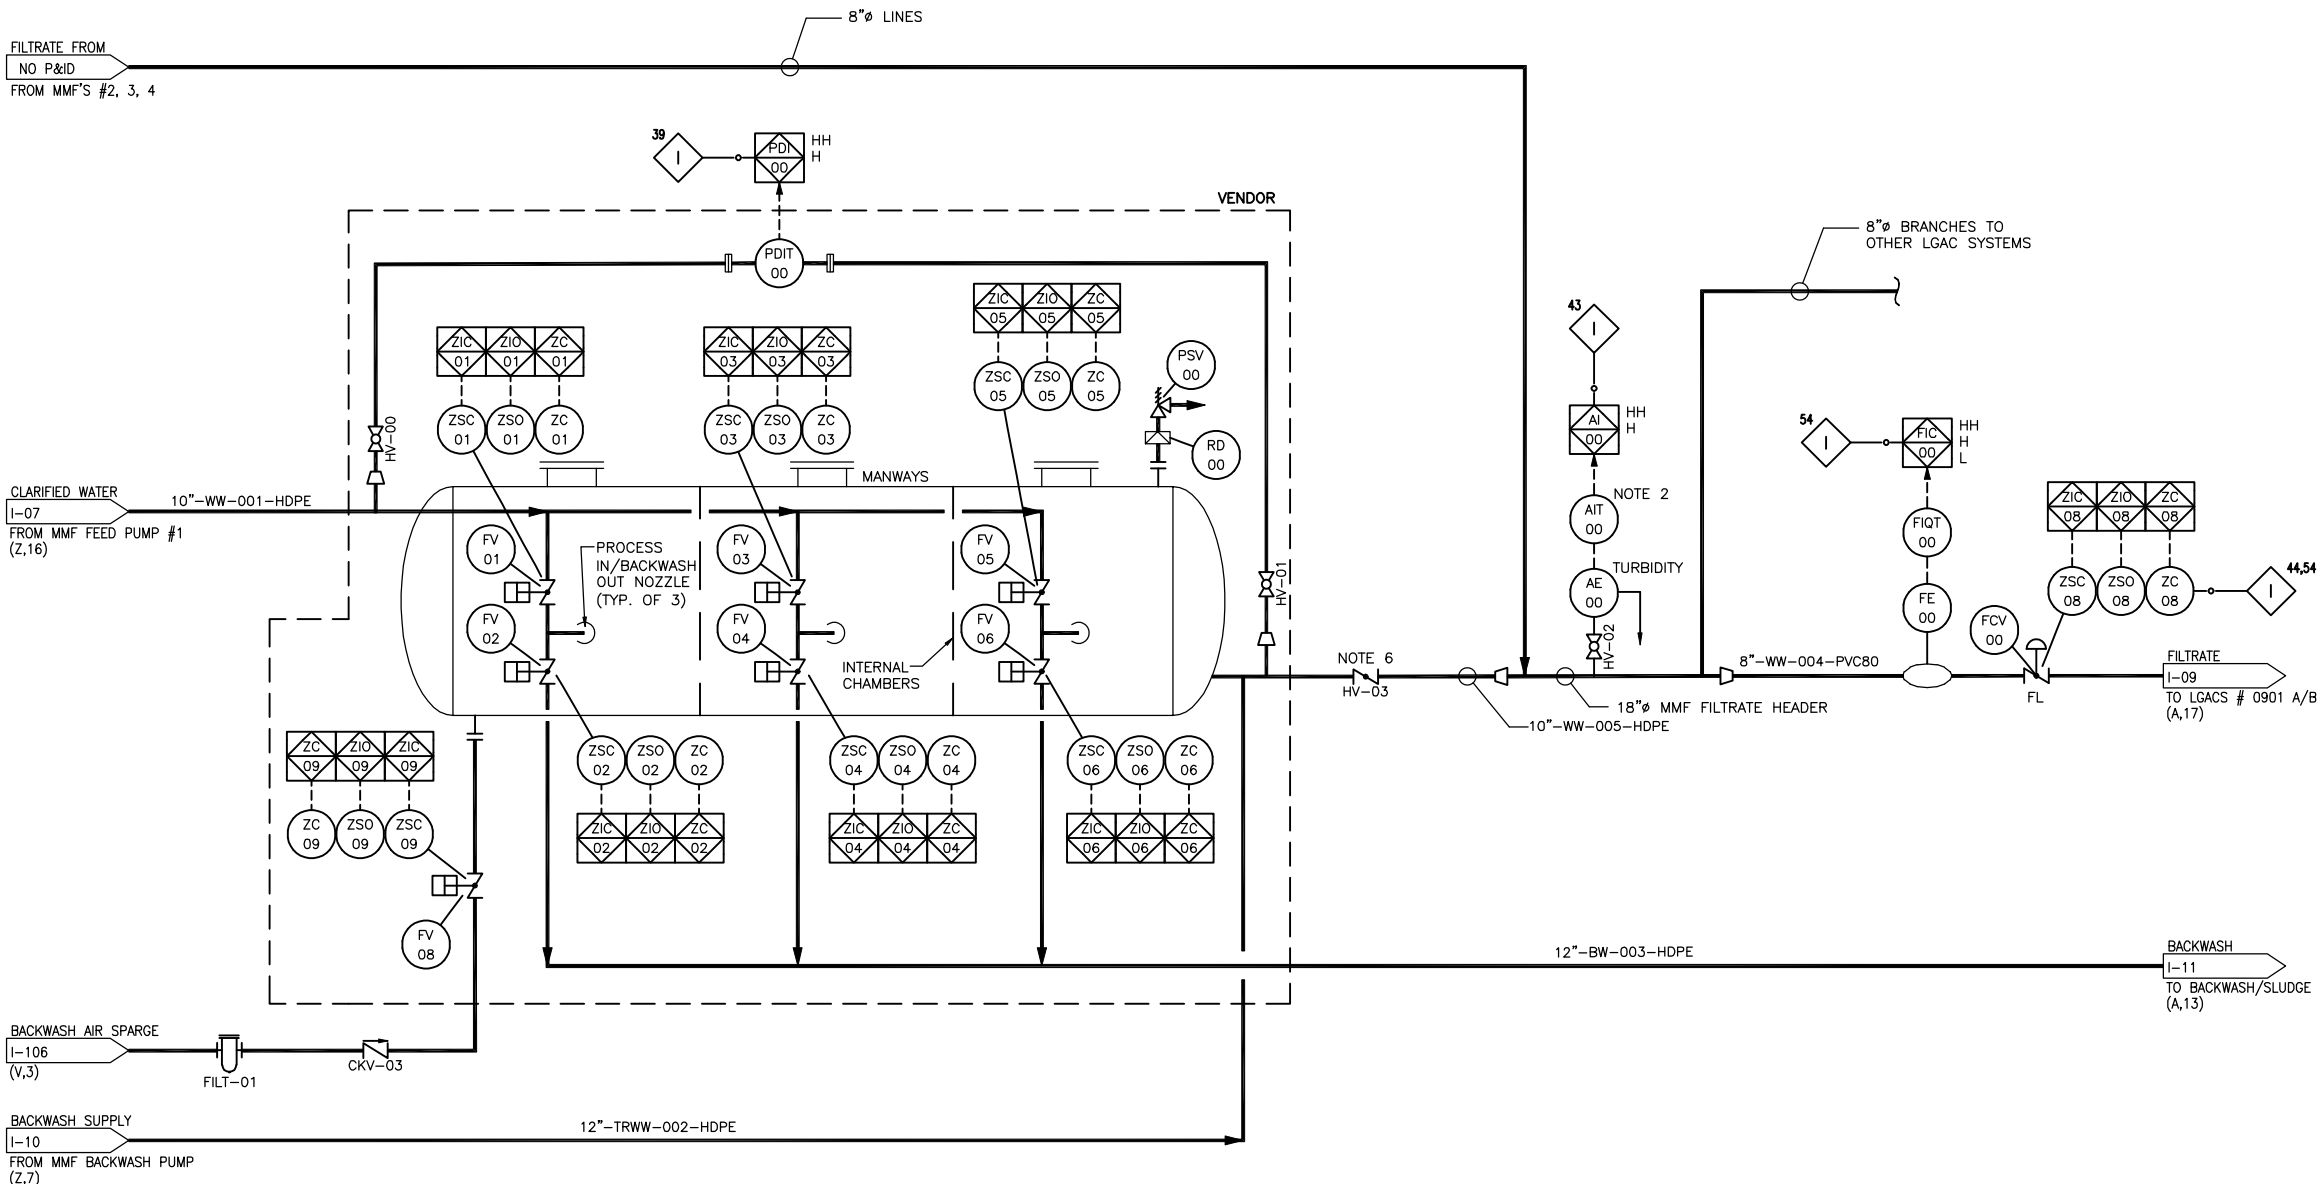 8"ø LINES
FILTRATE FROM
NO P&ID
FROM MMF'S #2, 3, 4
39
I
PDI
00
HH
H
VENDOR
PDIT
00
8"ø BRANCHES TO
OTHER LGAC SYSTEMS
ZIC
05
ZIO
05
ZC
05
ZSC
05
ZSO
05
ZC
05
ZIC
01
ZIO
01
ZC
01
ZSC
01
ZSO
01
ZC
01
ZIC
03
ZIO
03
ZC
03
ZSC
03
ZSO
03
ZC
03
PSV
00
RD
00
HV-00
MANWAYS
43
I
AI
00
HH
H
AIT
00
NOTE 2
AE
00
TURBIDITY
HV-02
54
I
FIC
00
HH
H
L
FIQT
00
FE
00
ZIC
08
ZIO
08
ZC
08
ZSC
08
ZSO
08
ZC
08
44,54
I
FCV
00
FL
CLARIFIED WATER
I-07
FROM MMF FEED PUMP #1
(Z,16)
10"-WW-001-HDPE
FV
01
FV
02
PROCESS
IN/BACKWASH
OUT NOZZLE
(TYP. OF 3)
FV
03
FV
04
INTERNAL
CHAMBERS
FV
05
FV
06
HV-01
NOTE 6
HV-03
8"-WW-004-PVC80
18"ø MMF FILTRATE HEADER
10"-WW-005-HDPE
FILTRATE
I-09
TO LGACS # 0901 A/B
(A,17)
ZC
09
ZIO
09
ZIC
09
ZC
09
ZSO
09
ZSC
09
FV
08
ZSC
02
ZSO
02
ZC
02
ZIC
02
ZIO
02
ZC
02
ZSC
04
ZSO
04
ZC
04
ZIC
04
ZIO
04
ZC
04
ZSC
06
ZSO
06
ZC
06
ZIC
06
ZIO
06
ZC
06
12"-BW-003-HDPE
BACKWASH
I-11
TO BACKWASH/SLUDGE
(A,13)
BACKWASH AIR SPARGE
I-106
(V,3)
FILT-01
CKV-03
BACKWASH SUPPLY
I-10
FROM MMF BACKWASH PUMP
(Z,7)
12"-TRWW-002-HDPE